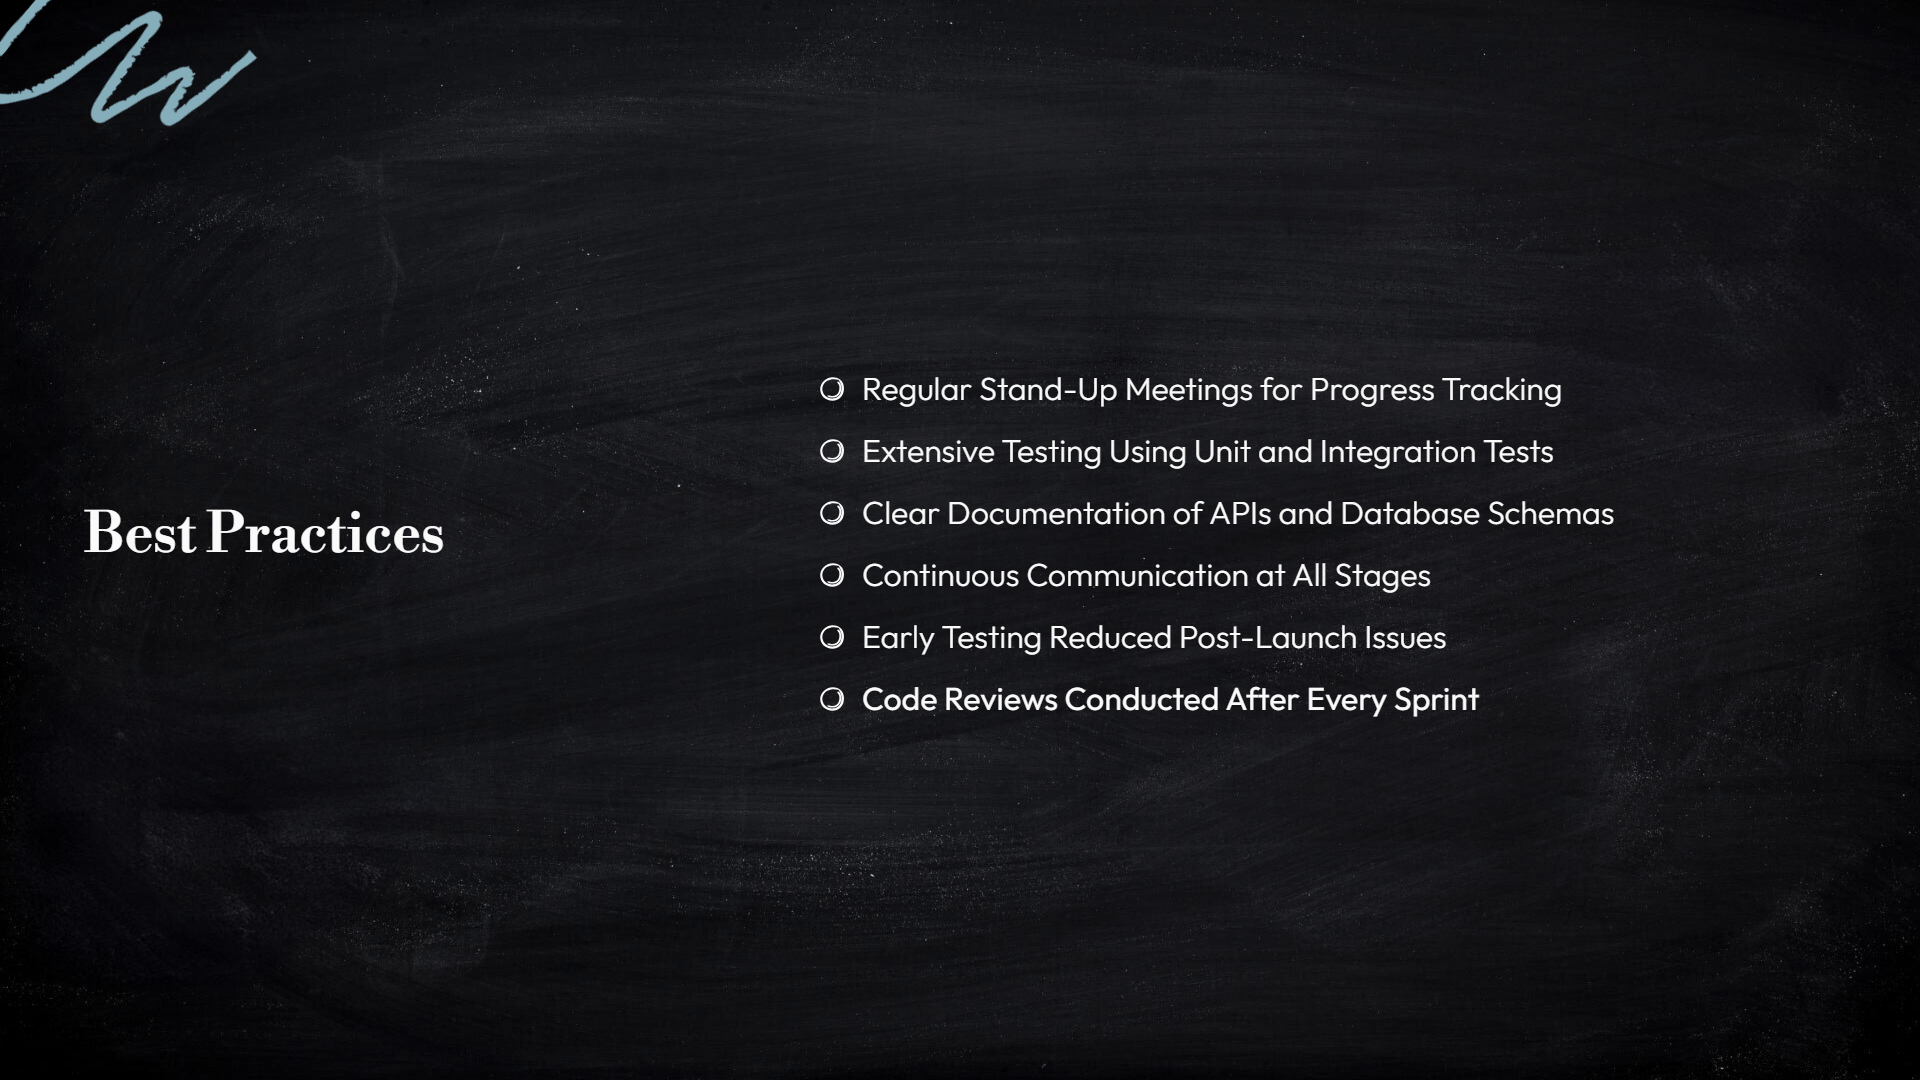 Best Practices
Regular Stand-Up Meetings for Progress Tracking
Extensive Testing Using Unit and Integration Tests
Clear Documentation of APIs and Database Schemas
Continuous Communication at All Stages
Early Testing Reduced Post-Launch Issues
Code Reviews Conducted After Every Sprint